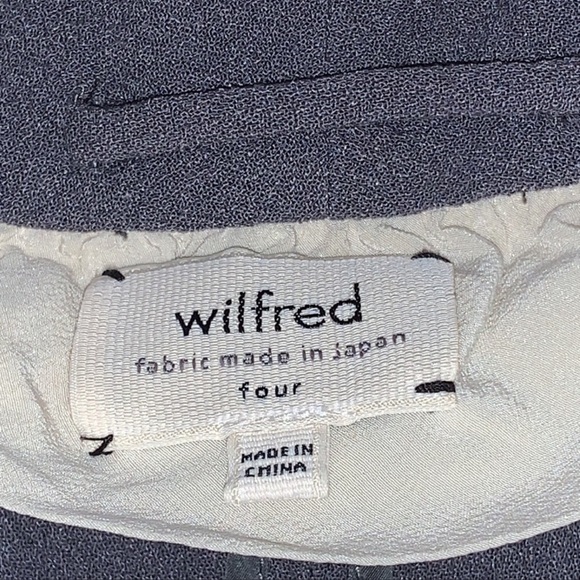 wilfred
fabric made in Japan
four
MADE IN
CHINA